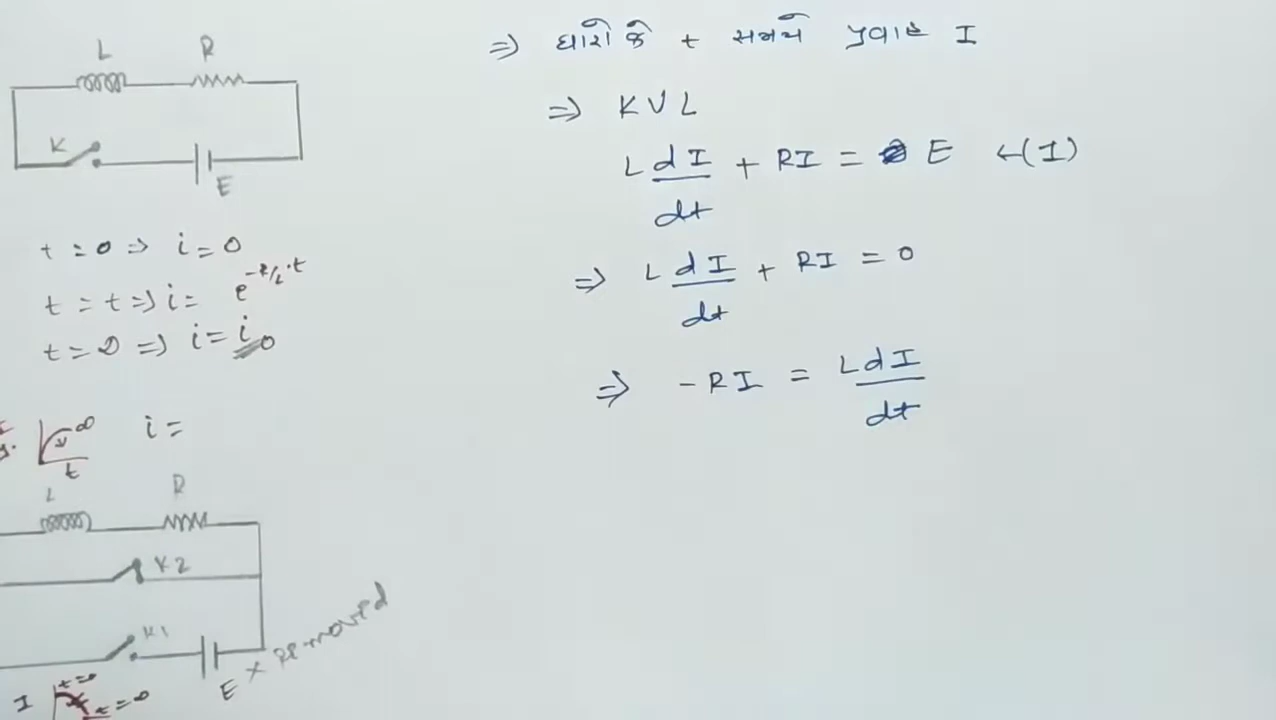 L R
K
E
t = 0 => i = 0
t = t => i = e^-R/L.t
t = ∞ => i = i0
∞
t
i =
L R
K2
K1
E × Removed
I t=0
t=∞
=> t समय प्रवाह I
=> KVL
L dI/dt + RI = E ←(I)
=> L dI/dt + RI = 0
=> -RI = L dI/dt